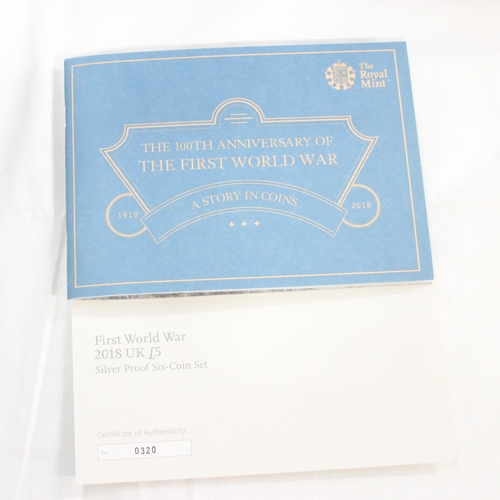 The
Royal
Mint
THE 100TH ANNIVERSARY OF
THE FIRST WORLD WAR
1918
A STORY IN COINS
2018
First World War
2018 UK £5
Silver Proof Six-Coin Set
Certificate of Authenticity
No 0320